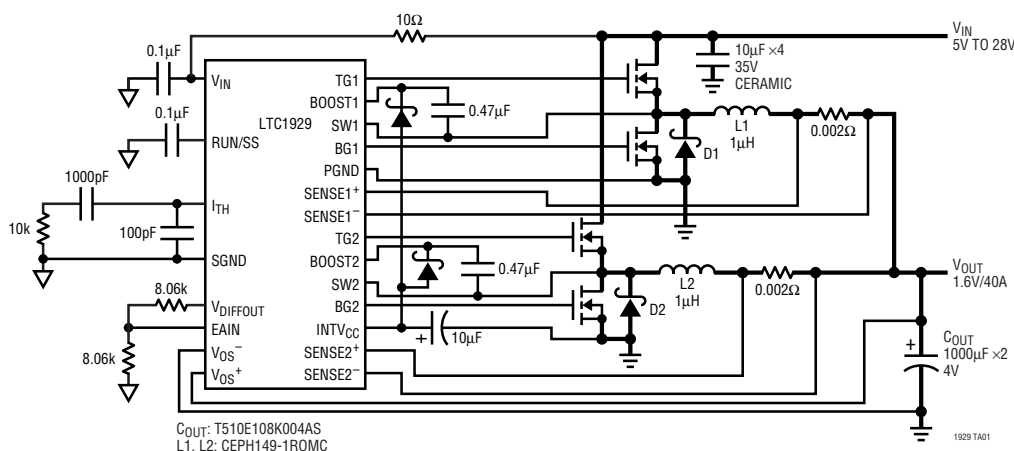 10Ω
V_IN
5V TO 28V
0.1µF
10µF ×4
35V
CERAMIC
V_IN
TG1
BOOST1
0.47µF
LTC1929
SW1
0.1µF
RUN/SS
BG1
L1
1µH
0.002Ω
D1
PGND
1000pF
SENSE1+
I_TH
SENSE1–
10k
100pF
TG2
SGND
BOOST2
0.47µF
SW2
L2
1µH
0.002Ω
V_OUT
1.6V/40A
8.06k
V_DIFFOUT
BG2
D2
EAIN
INTV_CC
+
10µF
8.06k
V_OS–
SENSE2+
V_OS+
SENSE2–
+
C_OUT
1000µF ×2
4V
C_OUT: T510E108K004AS
L1, L2: CEPH149-1ROMC
1929 TA01